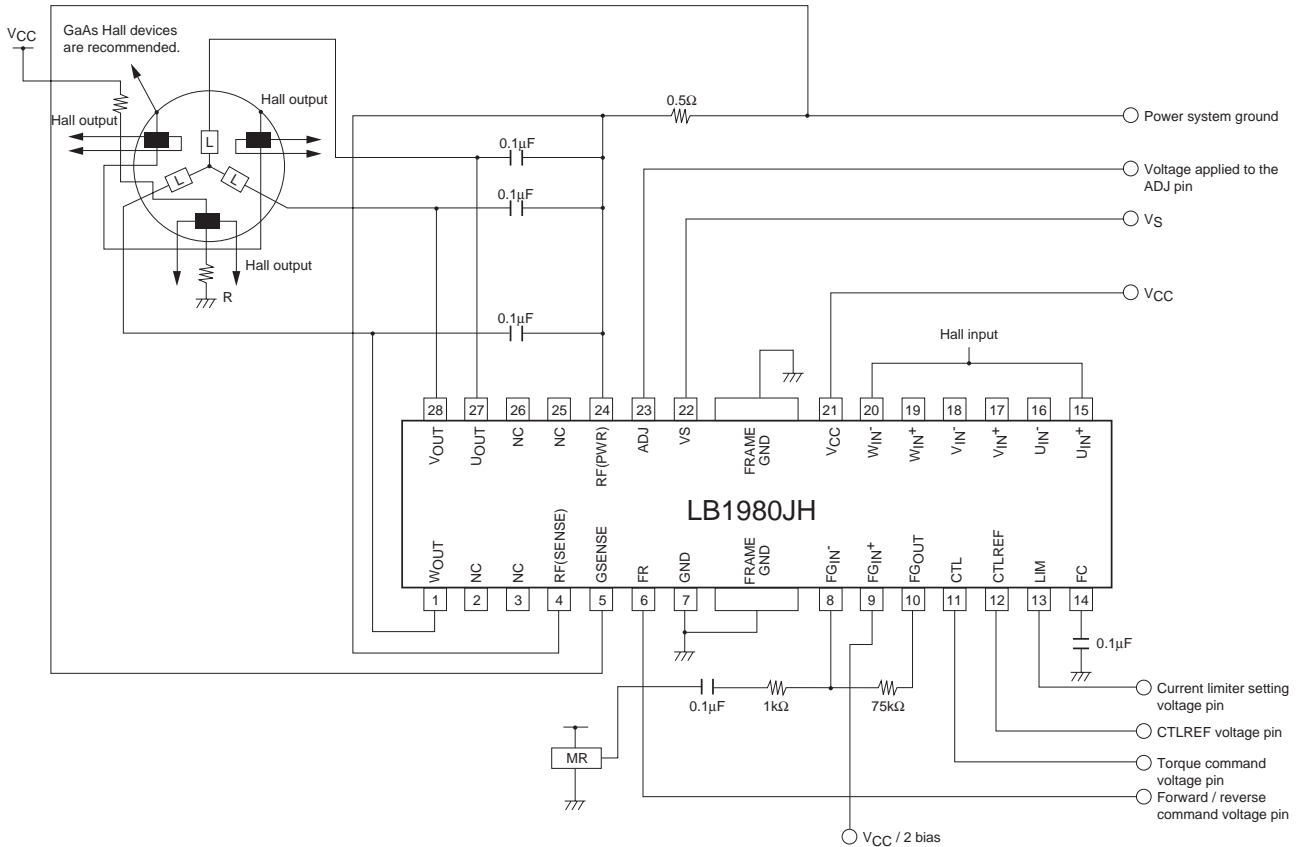 VCC
GaAs Hall devices
are recommended.
Hall output
Hall output
L
L
L
Hall output
R
0.5Ω
0.1µF
0.1µF
0.1µF
Power system ground
Voltage applied to the
ADJ pin
VS
VCC
Hall input
28 27 26 25 24 23 22 21 20 19 18 17 16 15
VOUT UOUT NC NC RF(PWR) ADJ VS FRAME GND VCC WIN- WIN+ VIN- VIN+ UIN- UIN+
LB1980JH
WOUT NC NC RF(SENSE) GSENSE FR GND FRAME GND FGIN- FGIN+ FGOUT CTL CTLREF LIM FC
1 2 3 4 5 6 7 8 9 10 11 12 13 14
0.1µF
0.1µF
1kΩ
75kΩ
MR
Current limiter setting
voltage pin
CTLREF voltage pin
Torque command
voltage pin
Forward / reverse
command voltage pin
VCC / 2 bias